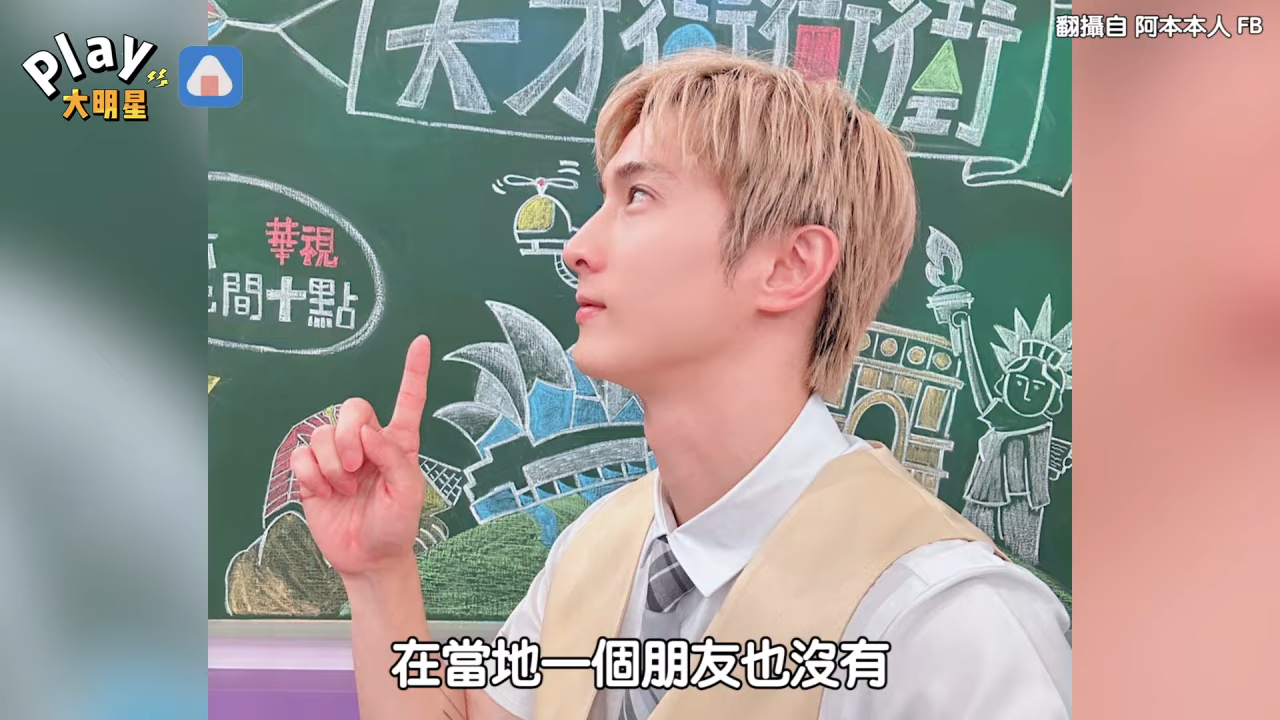 Play
大明星
翻攝自 阿本本人 FB
天才衝衝衝
華視
間十點
在當地一個朋友也沒有